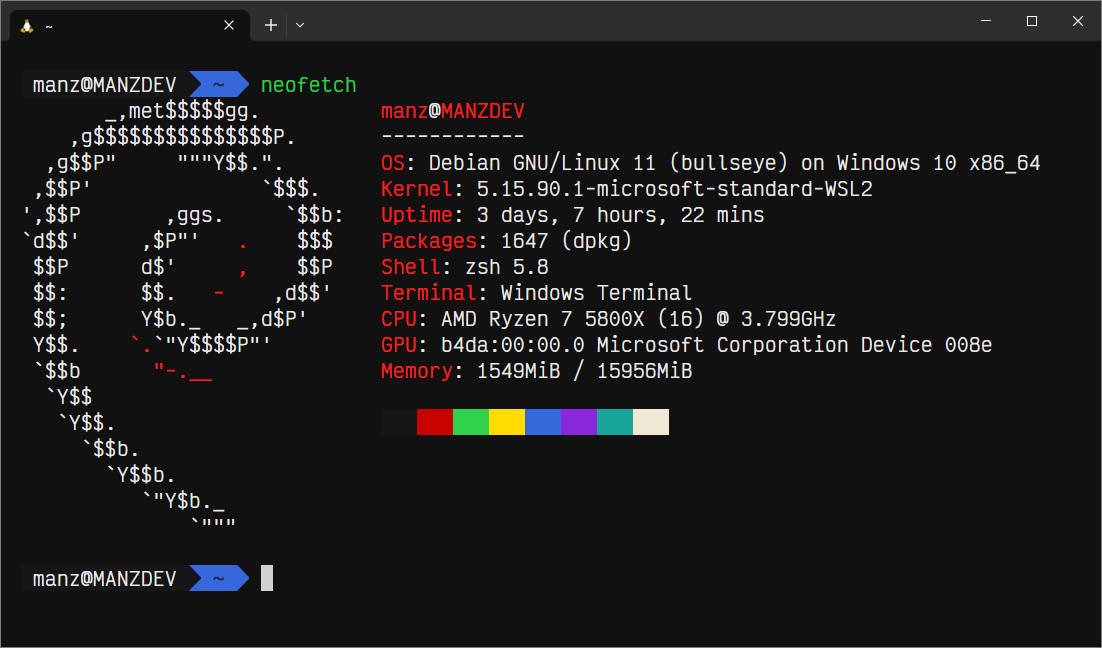 ~
manz@MANZDEV ~ neofetch
_,met$$$$$gg.
,g$$$$$$$$$$$$$$$P.
,g$$P"     """Y$$.".
,$$P'              `$$$.
',$$P       ,ggs.     `$$b:
`d$$'     ,$P"'   .    $$$
$$P      d$'     ,    $$P
$$:      $$.   -    ,d$$'
$$;      Y$b._   _,d$P'
Y$$.    `.`"Y$$$$P"'
`$$b      "-.__
`Y$$
`Y$$.
`$$b.
`Y$$b.
`"Y$b._
`"""
manz@MANZDEV
------------
OS: Debian GNU/Linux 11 (bullseye) on Windows 10 x86_64
Kernel: 5.15.90.1-microsoft-standard-WSL2
Uptime: 3 days, 7 hours, 22 mins
Packages: 1647 (dpkg)
Shell: zsh 5.8
Terminal: Windows Terminal
CPU: AMD Ryzen 7 5800X (16) @ 3.799GHz
GPU: b4da:00:00.0 Microsoft Corporation Device 008e
Memory: 1549MiB / 15956MiB
manz@MANZDEV ~